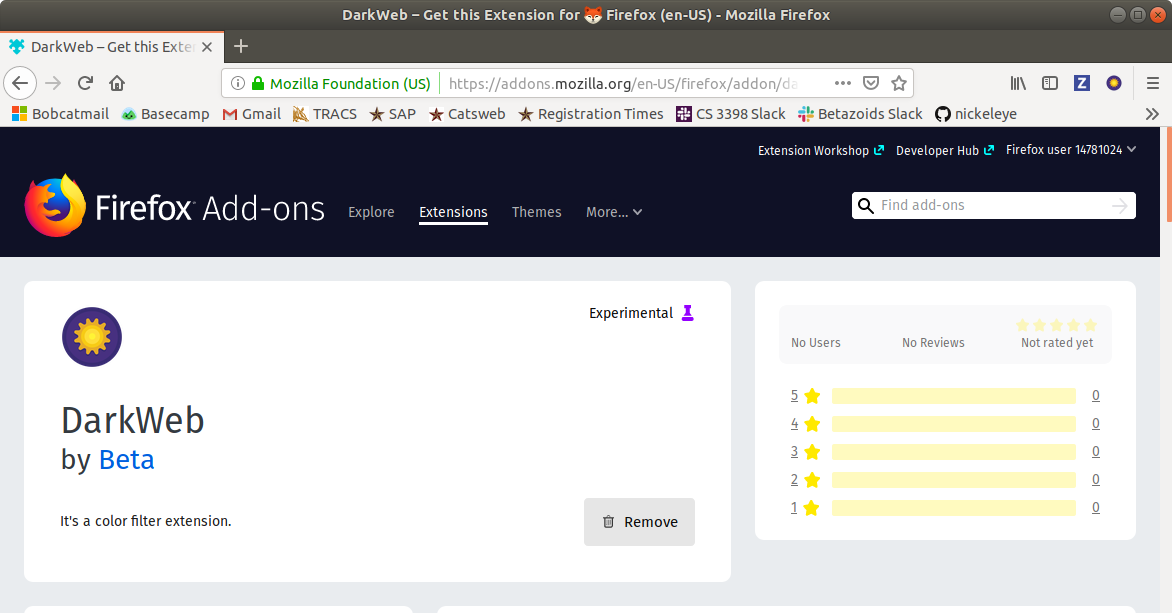 DarkWeb – Get this Extension for 🦊 Firefox (en-US) - Mozilla Firefox
DarkWeb – Get this Exte
Mozilla Foundation (US) https://addons.mozilla.org/en-US/firefox/addon/da
Z
Bobcatmail Basecamp Gmail TRACS SAP Catsweb Registration Times CS 3398 Slack Betazoids Slack nickeleye
Extension Workshop Developer Hub Firefox user 14781024
Firefox Add-ons Explore Extensions Themes More... Find add-ons
Experimental
No Users No Reviews Not rated yet
5 0
4 0
3 0
2 0
1 0
DarkWeb
by Beta
It's a color filter extension.
Remove